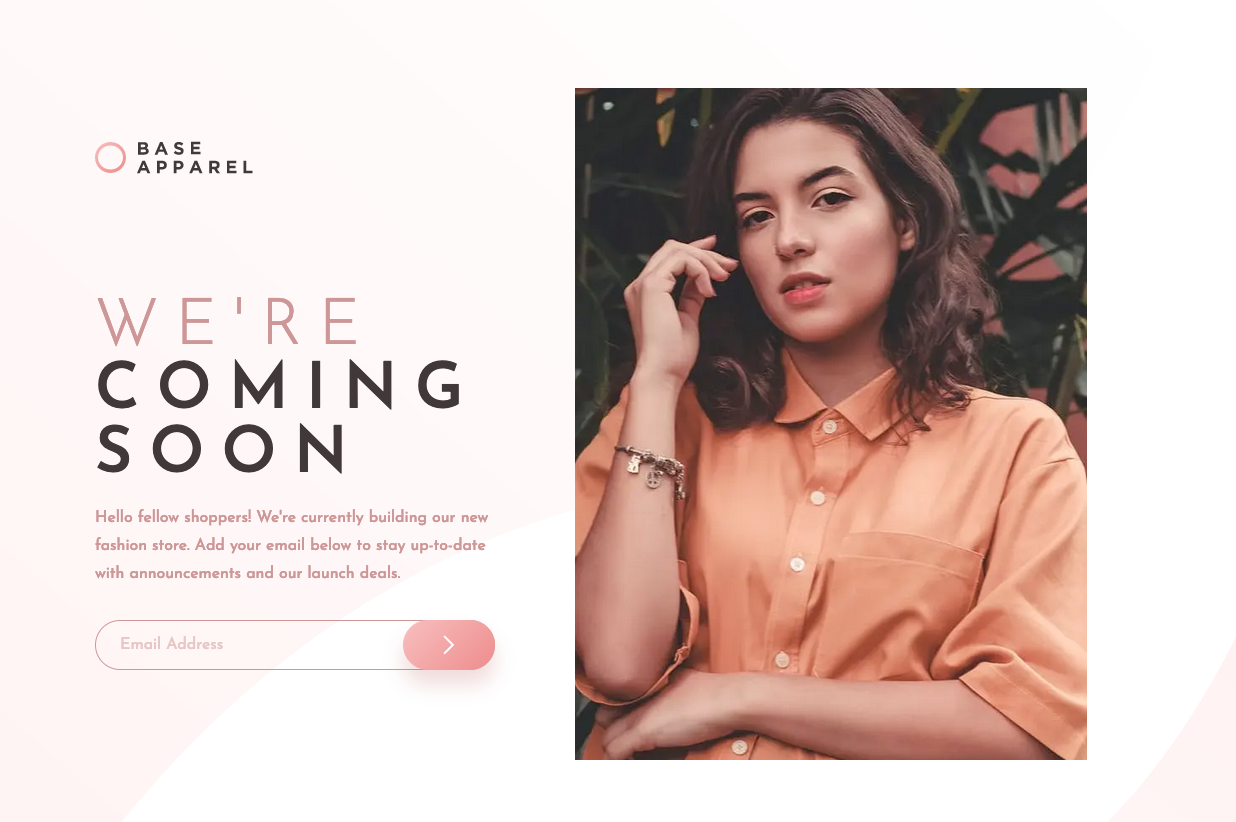 BASE
APPAREL
WE'RE
COMING
SOON
Hello fellow shoppers! We're currently building our new
fashion store. Add your email below to stay up-to-date
with announcements and our launch deals.
Email Address